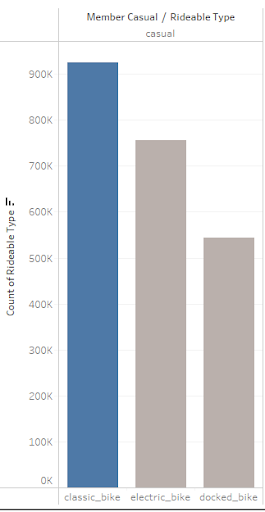 Member Casual / Rideable Type
casual
900K
800K
700K
600K
500K
400K
300K
200K
100K
0K
Count of Rideable Type
classic_bike
electric_bike
docked_bike